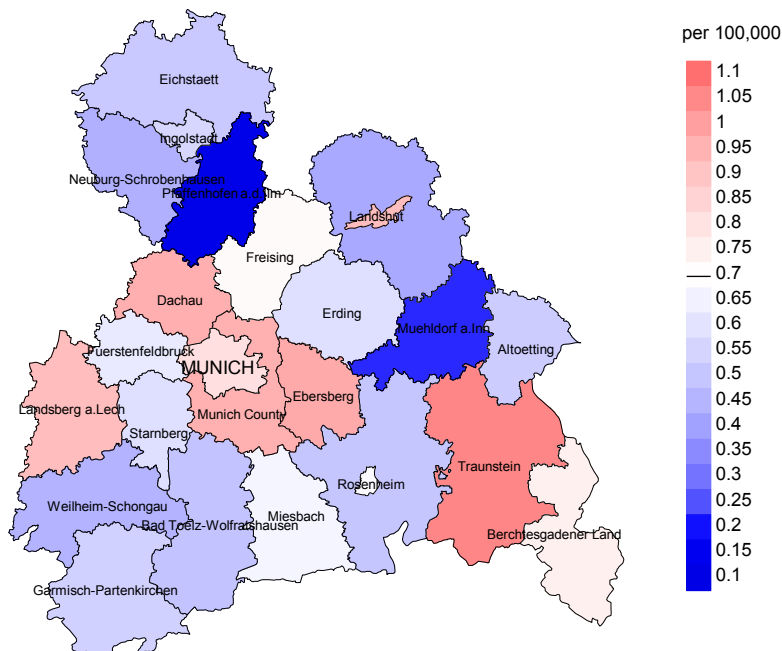 per 100,000
1.1
1.05
1
0.95
0.9
0.85
0.8
0.75
0.7
0.65
0.6
0.55
0.5
0.45
0.4
0.35
0.3
0.25
0.2
0.15
0.1
Eichstaett
Ingolstadt
Neuburg-Schrobenhausen
Pfaffenhofen a.d.Ilm
Landshut
Freising
Dachau
Erding
Muehldorf a.Inn
Altoetting
Fuerstenfeldbruck
MUNICH
Ebersberg
Landsberg a.Lech
Munich County
Starnberg
Traunstein
Rosenheim
Weilheim-Schongau
Miesbach
Bad Toelz-Wolfratshausen
Berchtesgadener Land
Garmisch-Partenkirchen